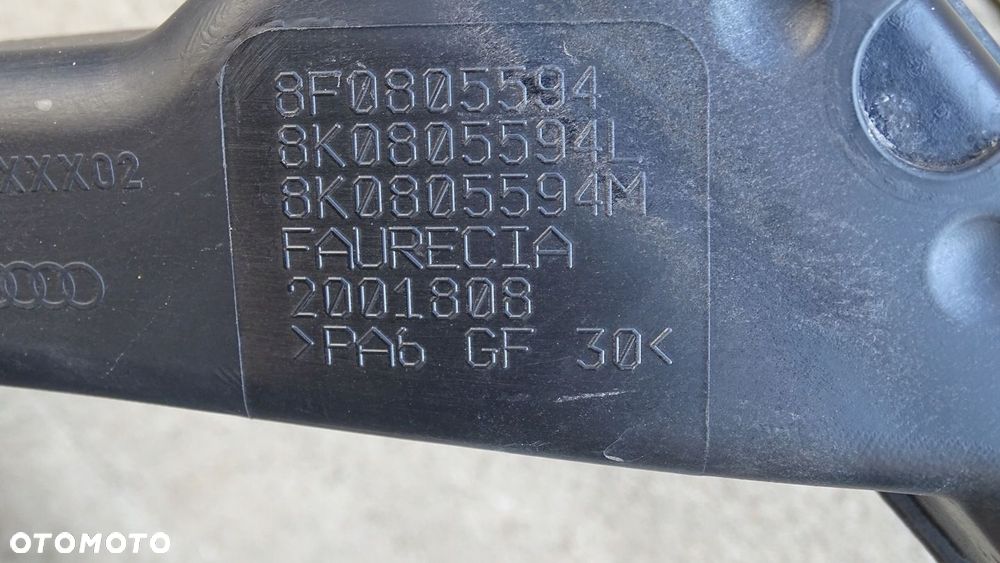 8F0805594
8K0805594L
8K0805594M
FAURECIA
2001808
>PA6 GF 30<
XXX02
OTOMOTO